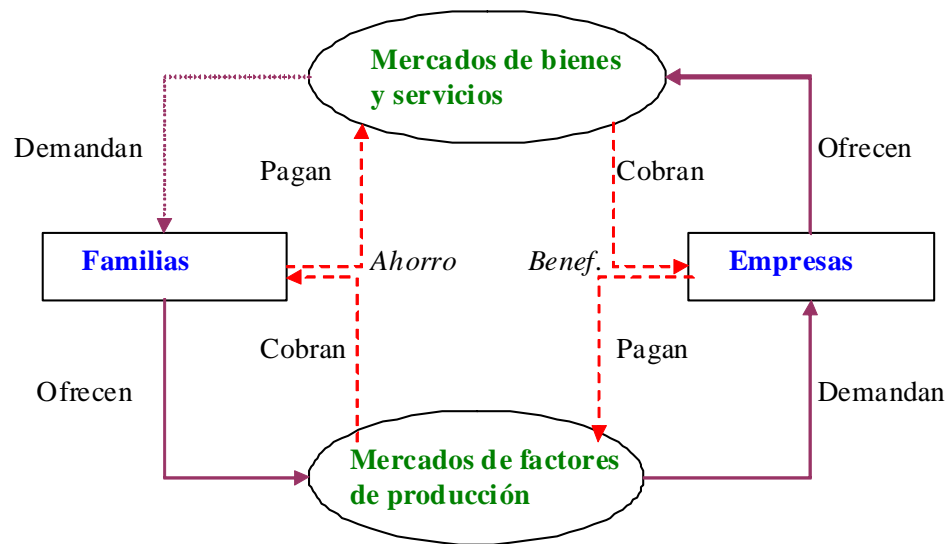 Mercados de bienes
y servicios
Demandan
Pagan
Cobran
Ofrecen
Familias
Ahorro
Benef.
Empresas
Cobran
Pagan
Ofrecen
Demandan
Mercados de factores
de producción